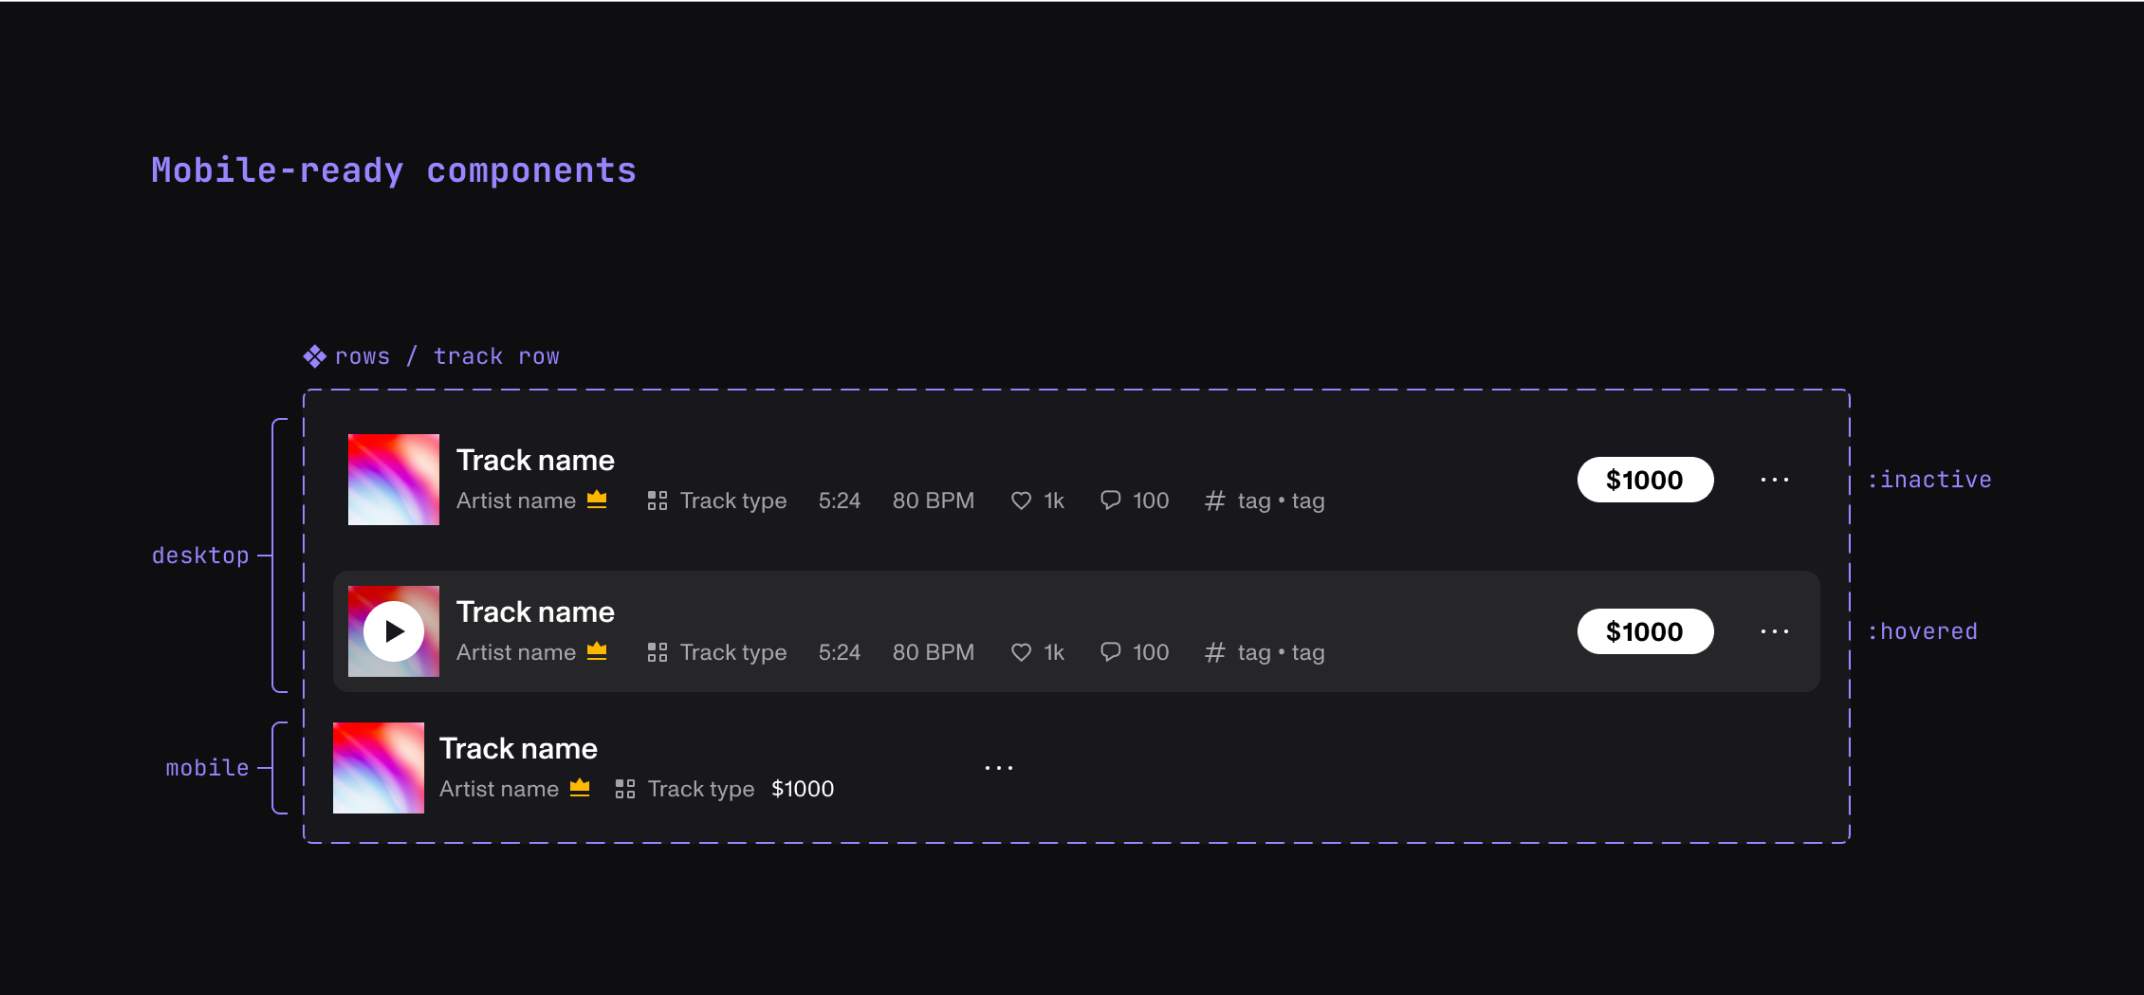 Mobile-ready components
rows / track row
desktop
Track name
Artist name Track type 5:24 80 BPM 1k 100 # tag • tag
$1000
:inactive
Track name
Artist name Track type 5:24 80 BPM 1k 100 # tag • tag
$1000
:hovered
mobile
Track name
Artist name Track type $1000